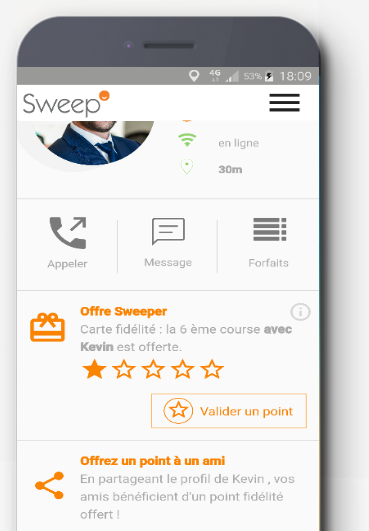 4G 53% 18:09
Sweep
en ligne
30m
Appeler Message Forfaits
Offre Sweeper
Carte fidélité : la 6 ème course avec
Kevin est offerte.
Valider un point
Offrez un point à un ami
En partageant le profil de Kevin , vos
amis bénéficient d'un point fidélité
offert !